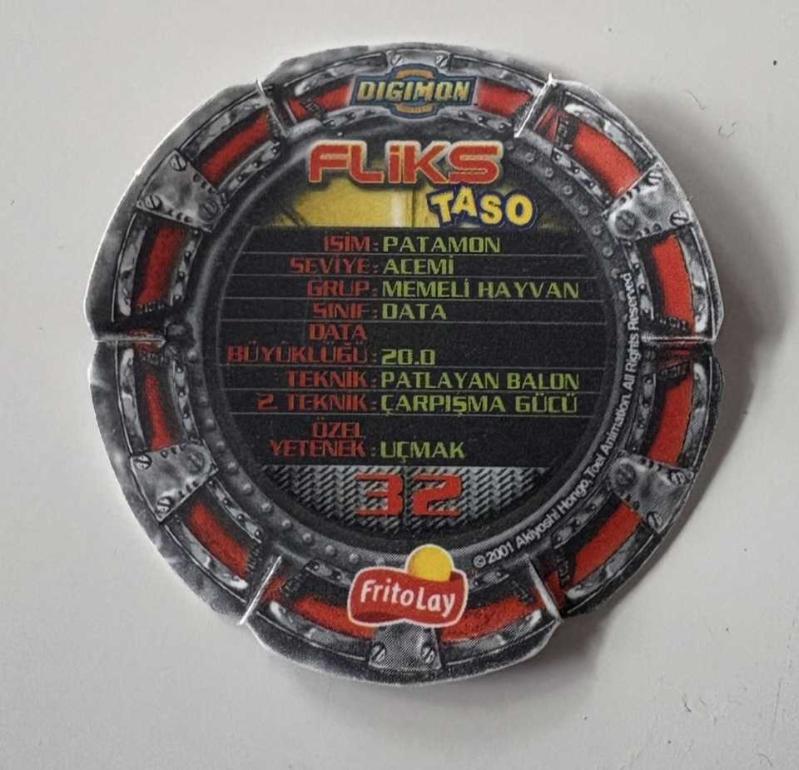 DIGIMON
FLiKS
TASO
İSİM: PATAMON
SEVİYE: ACEMİ
GRUP: MEMELİ HAYVAN
SINIF: DATA
DATA
BÜYÜKLÜĞÜ: 20.0
TEKNİK: PATLAYAN BALON
2. TEKNİK: ÇARPIŞMA GÜCÜ
ÖZEL
YETENEK: UÇMAK
32
© 2001 Akiyoshi Hongo, Toei Animation. All Rights Reserved
FritoLay